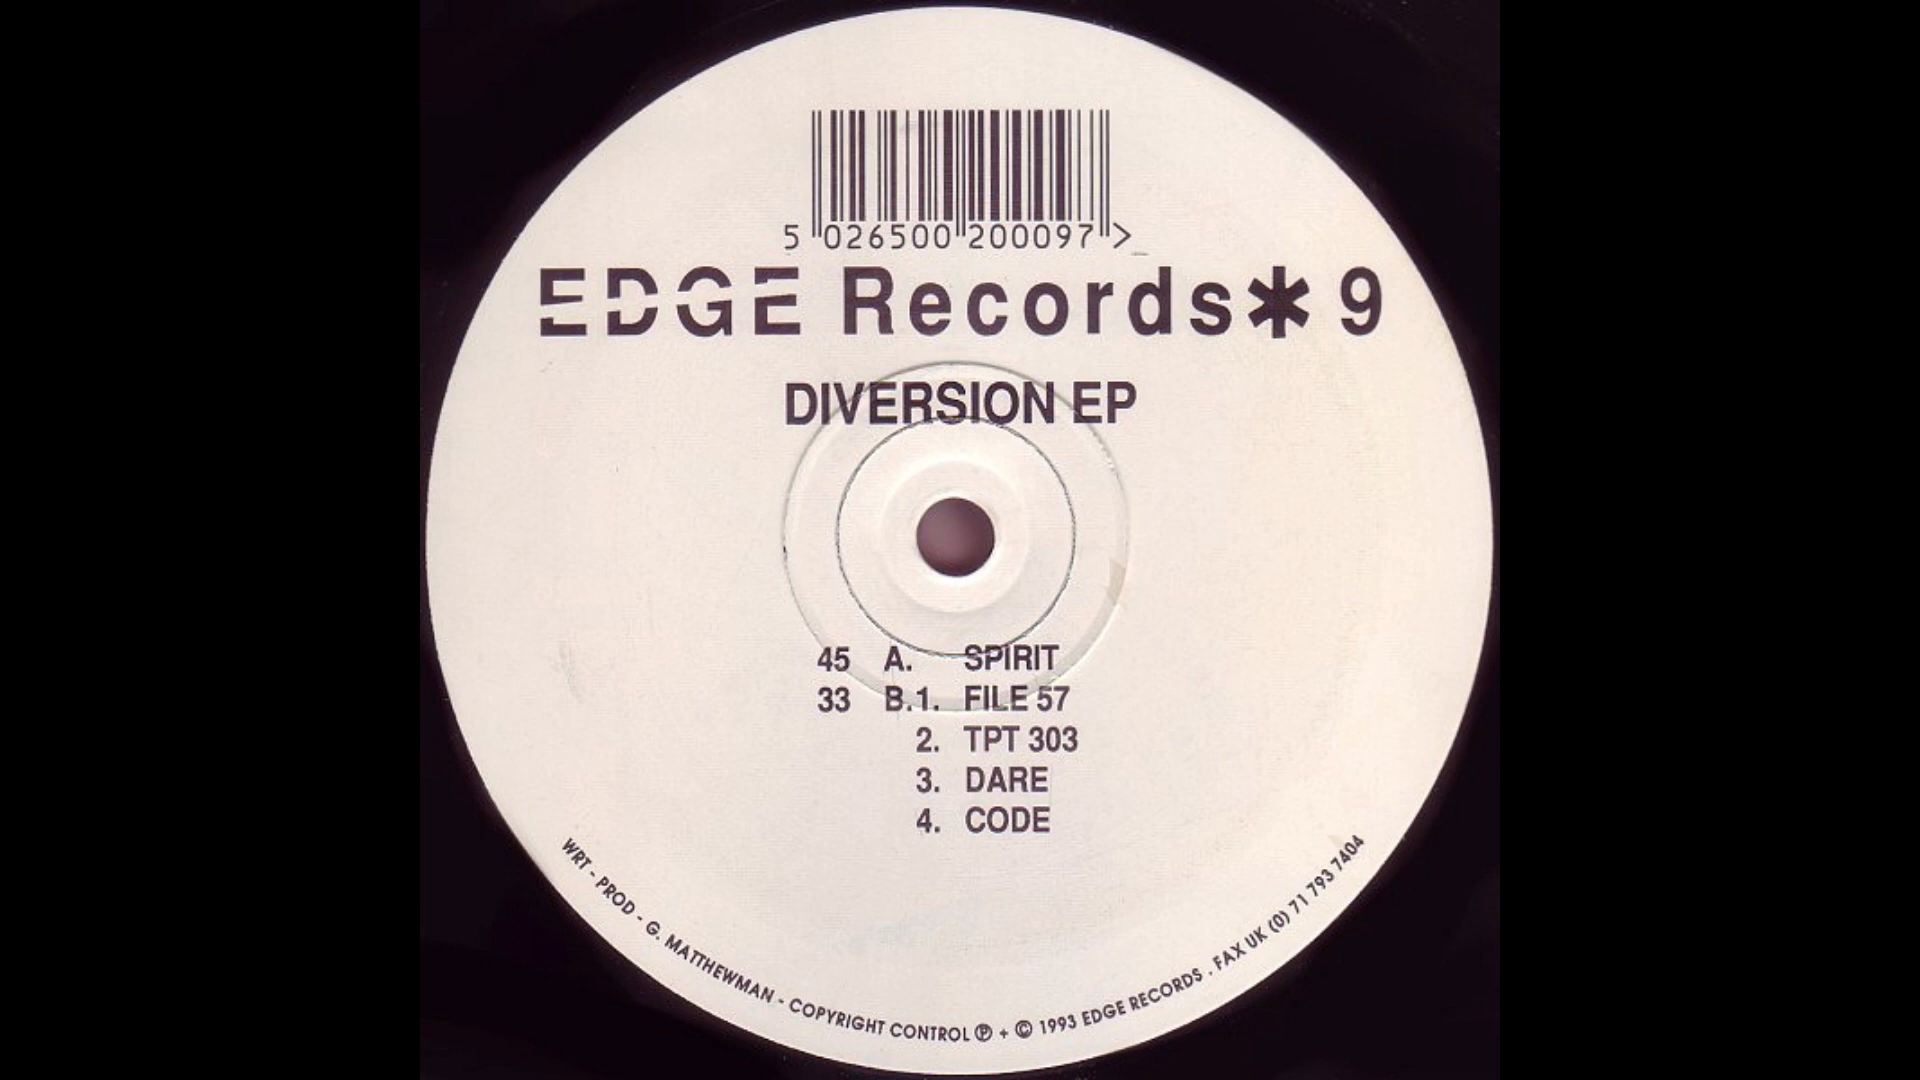 5 026500 200097 >
EDGE Records* 9
DIVERSION EP
45 A. SPIRIT
33 B.1. FILE 57
2. TPT 303
3. DARE
4. CODE
WRT - PROD - G. MATTHEWMAN - COPYRIGHT CONTROL ℗ + © 1993 EDGE RECORDS . FAX UK (0) 71 793 7404